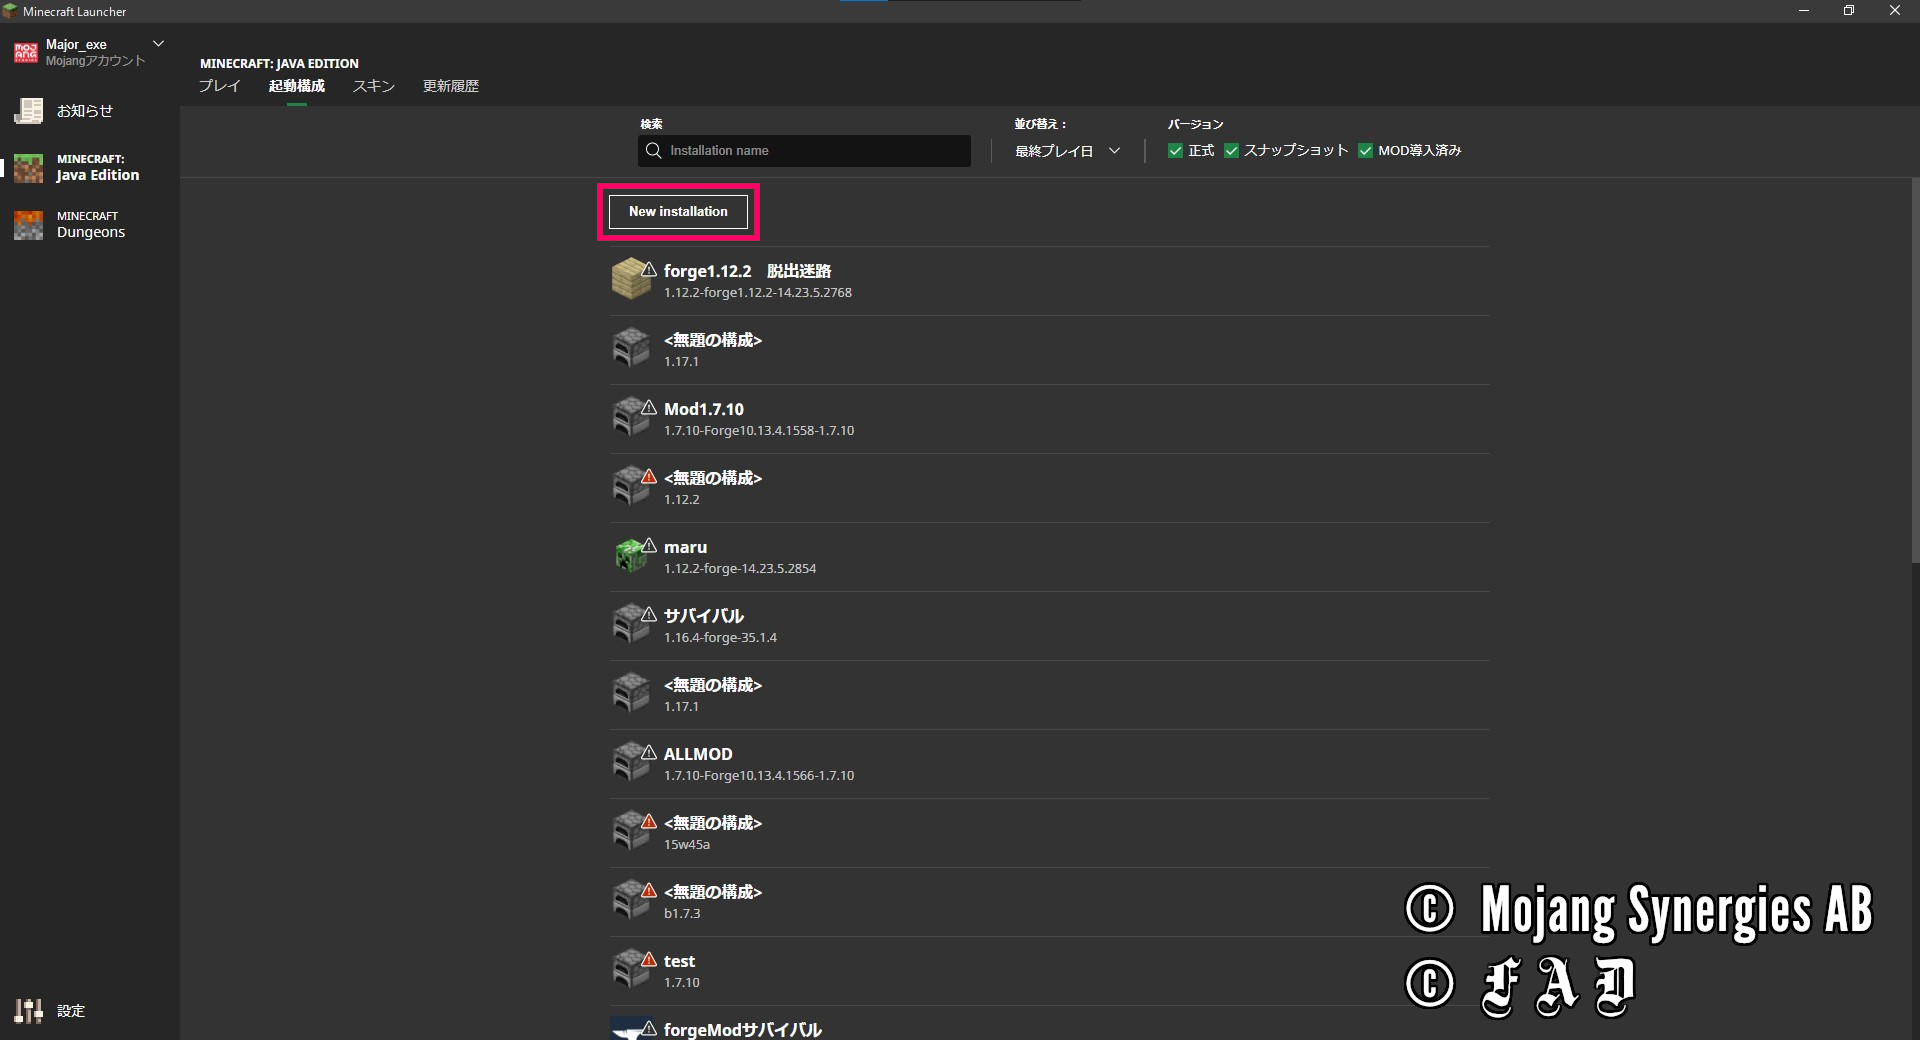 Minecraft Launcher
Major_exe
Mojangアカウント
お知らせ
MINECRAFT:
Java Edition
MINECRAFT
Dungeons
設定
MINECRAFT: JAVA EDITION
プレイ 起動構成 スキン 更新履歴
検索
Installation name
並び替え：
最終プレイ日
バージョン
正式 スナップショット MOD導入済み
New installation
forge1.12.2　脱出迷路
1.12.2-forge1.12.2-14.23.5.2768
<無題の構成>
1.17.1
Mod1.7.10
1.7.10-Forge10.13.4.1558-1.7.10
<無題の構成>
1.12.2
maru
1.12.2-forge-14.23.5.2854
サバイバル
1.16.4-forge-35.1.4
<無題の構成>
1.17.1
ALLMOD
1.7.10-Forge10.13.4.1566-1.7.10
<無題の構成>
15w45a
<無題の構成>
b1.7.3
test
1.7.10
forgeModサバイバル
© Mojang Synergies AB
© FAD